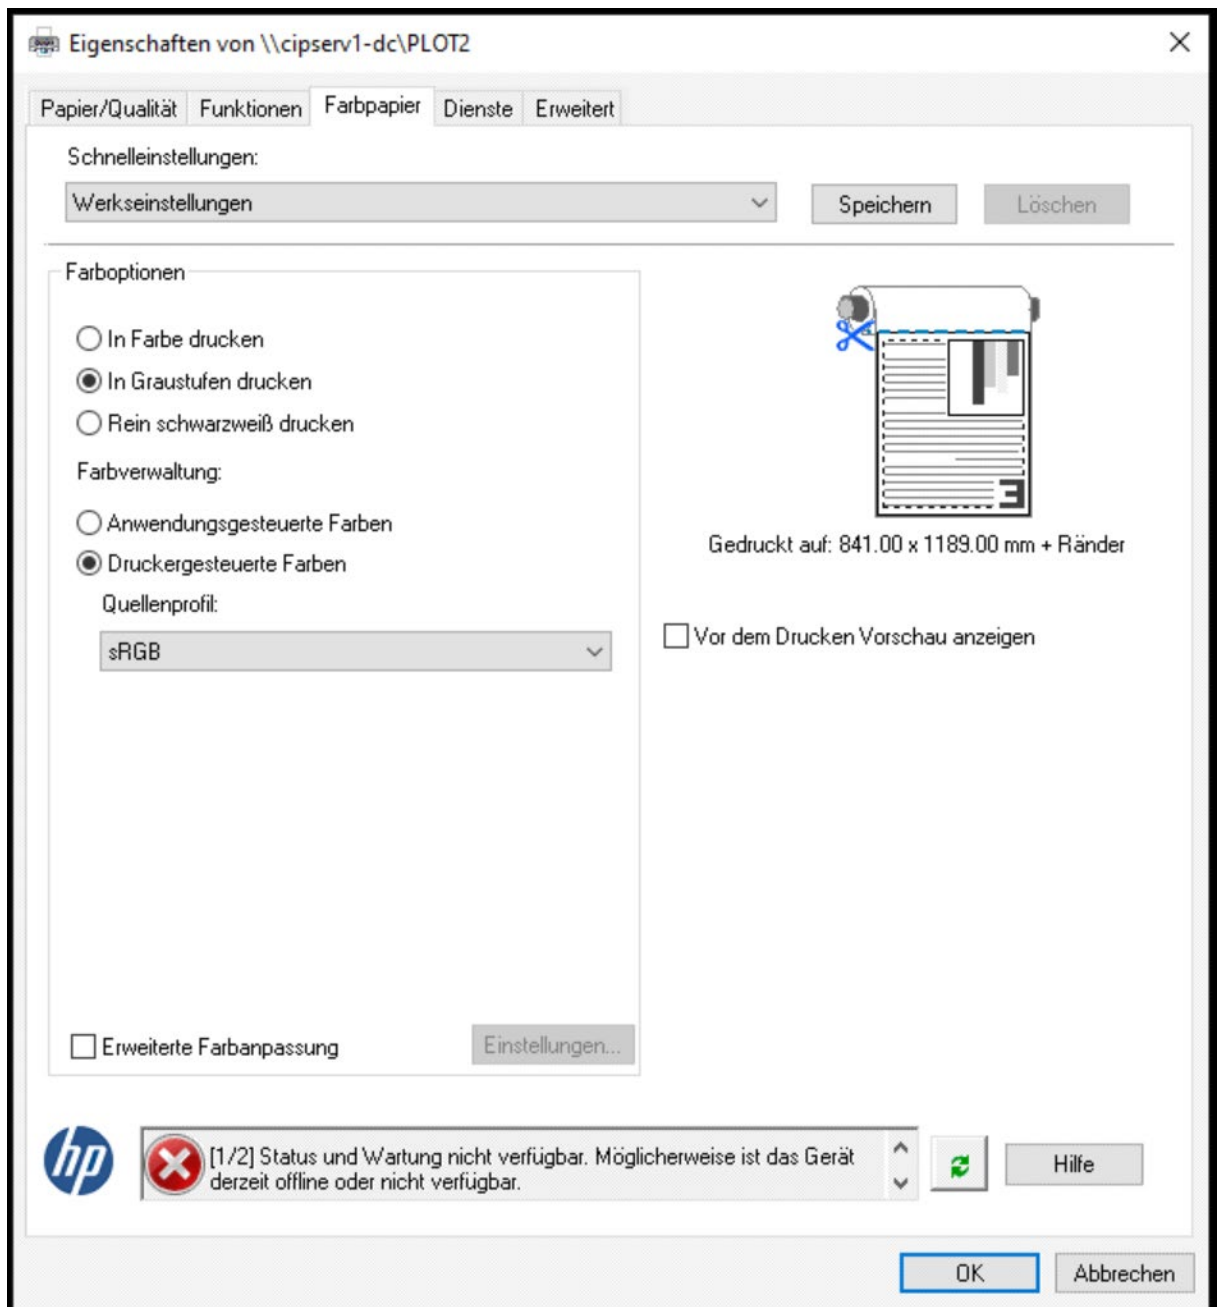 Eigenschaften von \\cipserv1-dc\PLOT2
Papier/Qualität Funktionen Farbpapier Dienste Erweitert
Schnelleinstellungen:
Werkseinstellungen Speichern Löschen
Farboptionen
In Farbe drucken
In Graustufen drucken
Rein schwarzweiß drucken
Farbverwaltung:
Anwendungsgesteuerte Farben
Druckergesteuerte Farben
Gedruckt auf: 841.00 x 1189.00 mm + Ränder
Quellenprofil:
sRGB
Vor dem Drucken Vorschau anzeigen
Erweiterte Farbanpassung Einstellungen...
hp
[1/2] Status und Wartung nicht verfügbar. Möglicherweise ist das Gerät
derzeit offline oder nicht verfügbar.
Hilfe
OK Abbrechen